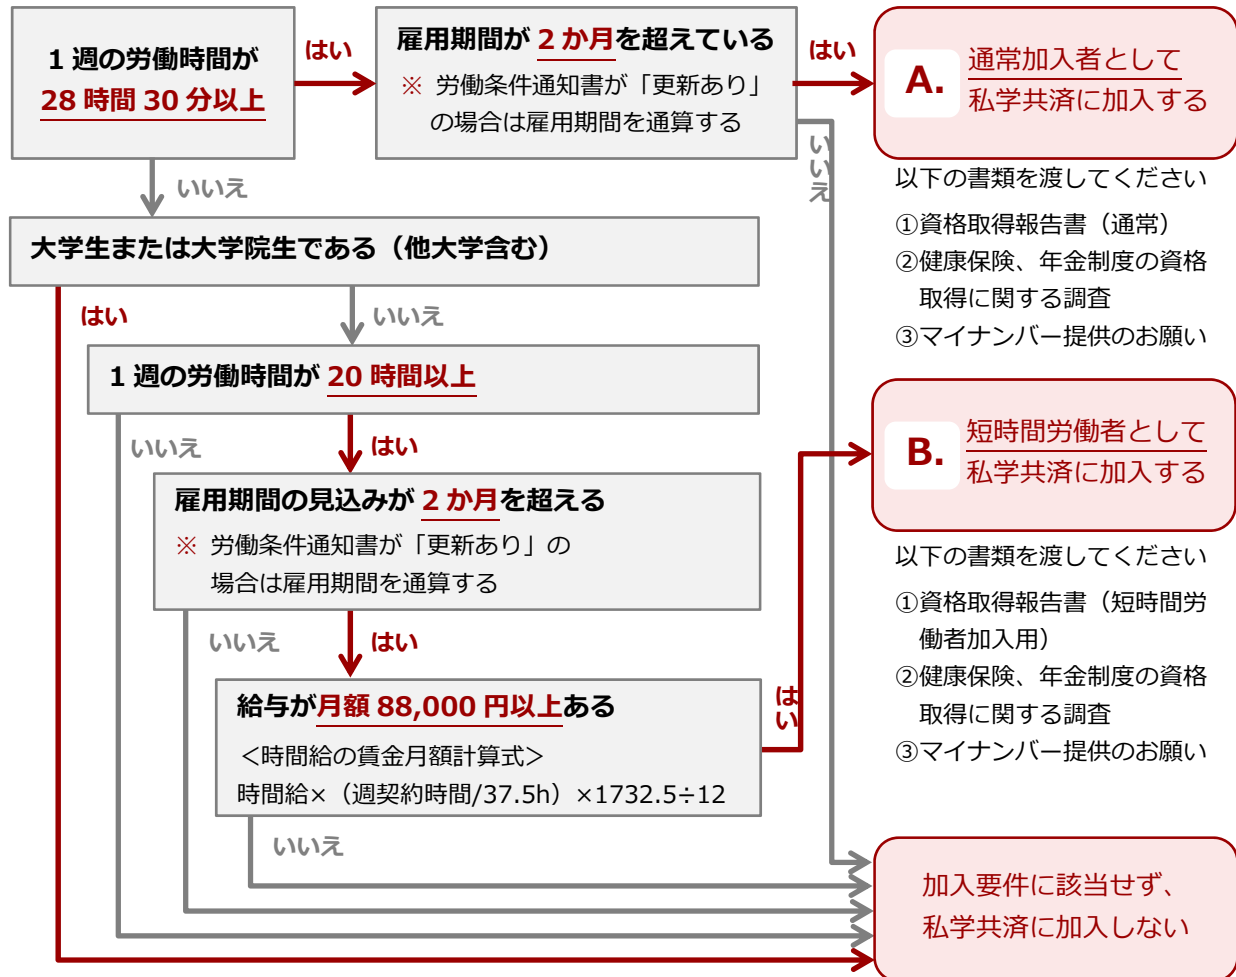 1 週の労働時間が
28 時間 30 分以上
はい
雇用期間が 2 か月を超えている
※ 労働条件通知書が「更新あり」
の場合は雇用期間を通算する
はい
いいえ
A.
通常加入者として
私学共済に加入する
以下の書類を渡してください
①資格取得報告書（通常）
②健康保険、年金制度の資格
取得に関する調査
③マイナンバー提供のお願い
いいえ
大学生または大学院生である（他大学含む）
はい
いいえ
1 週の労働時間が 20 時間以上
いいえ
はい
雇用期間の見込みが 2 か月を超える
※ 労働条件通知書が「更新あり」の
場合は雇用期間を通算する
いいえ
はい
給与が月額 88,000 円以上ある
＜時間給の賃金月額計算式＞
時間給×（週契約時間/37.5h）×1732.5÷12
はい
いいえ
B.
短時間労働者として
私学共済に加入する
以下の書類を渡してください
①資格取得報告書（短時間労
働者加入用）
②健康保険、年金制度の資格
取得に関する調査
③マイナンバー提供のお願い
加入要件に該当せず、
私学共済に加入しない